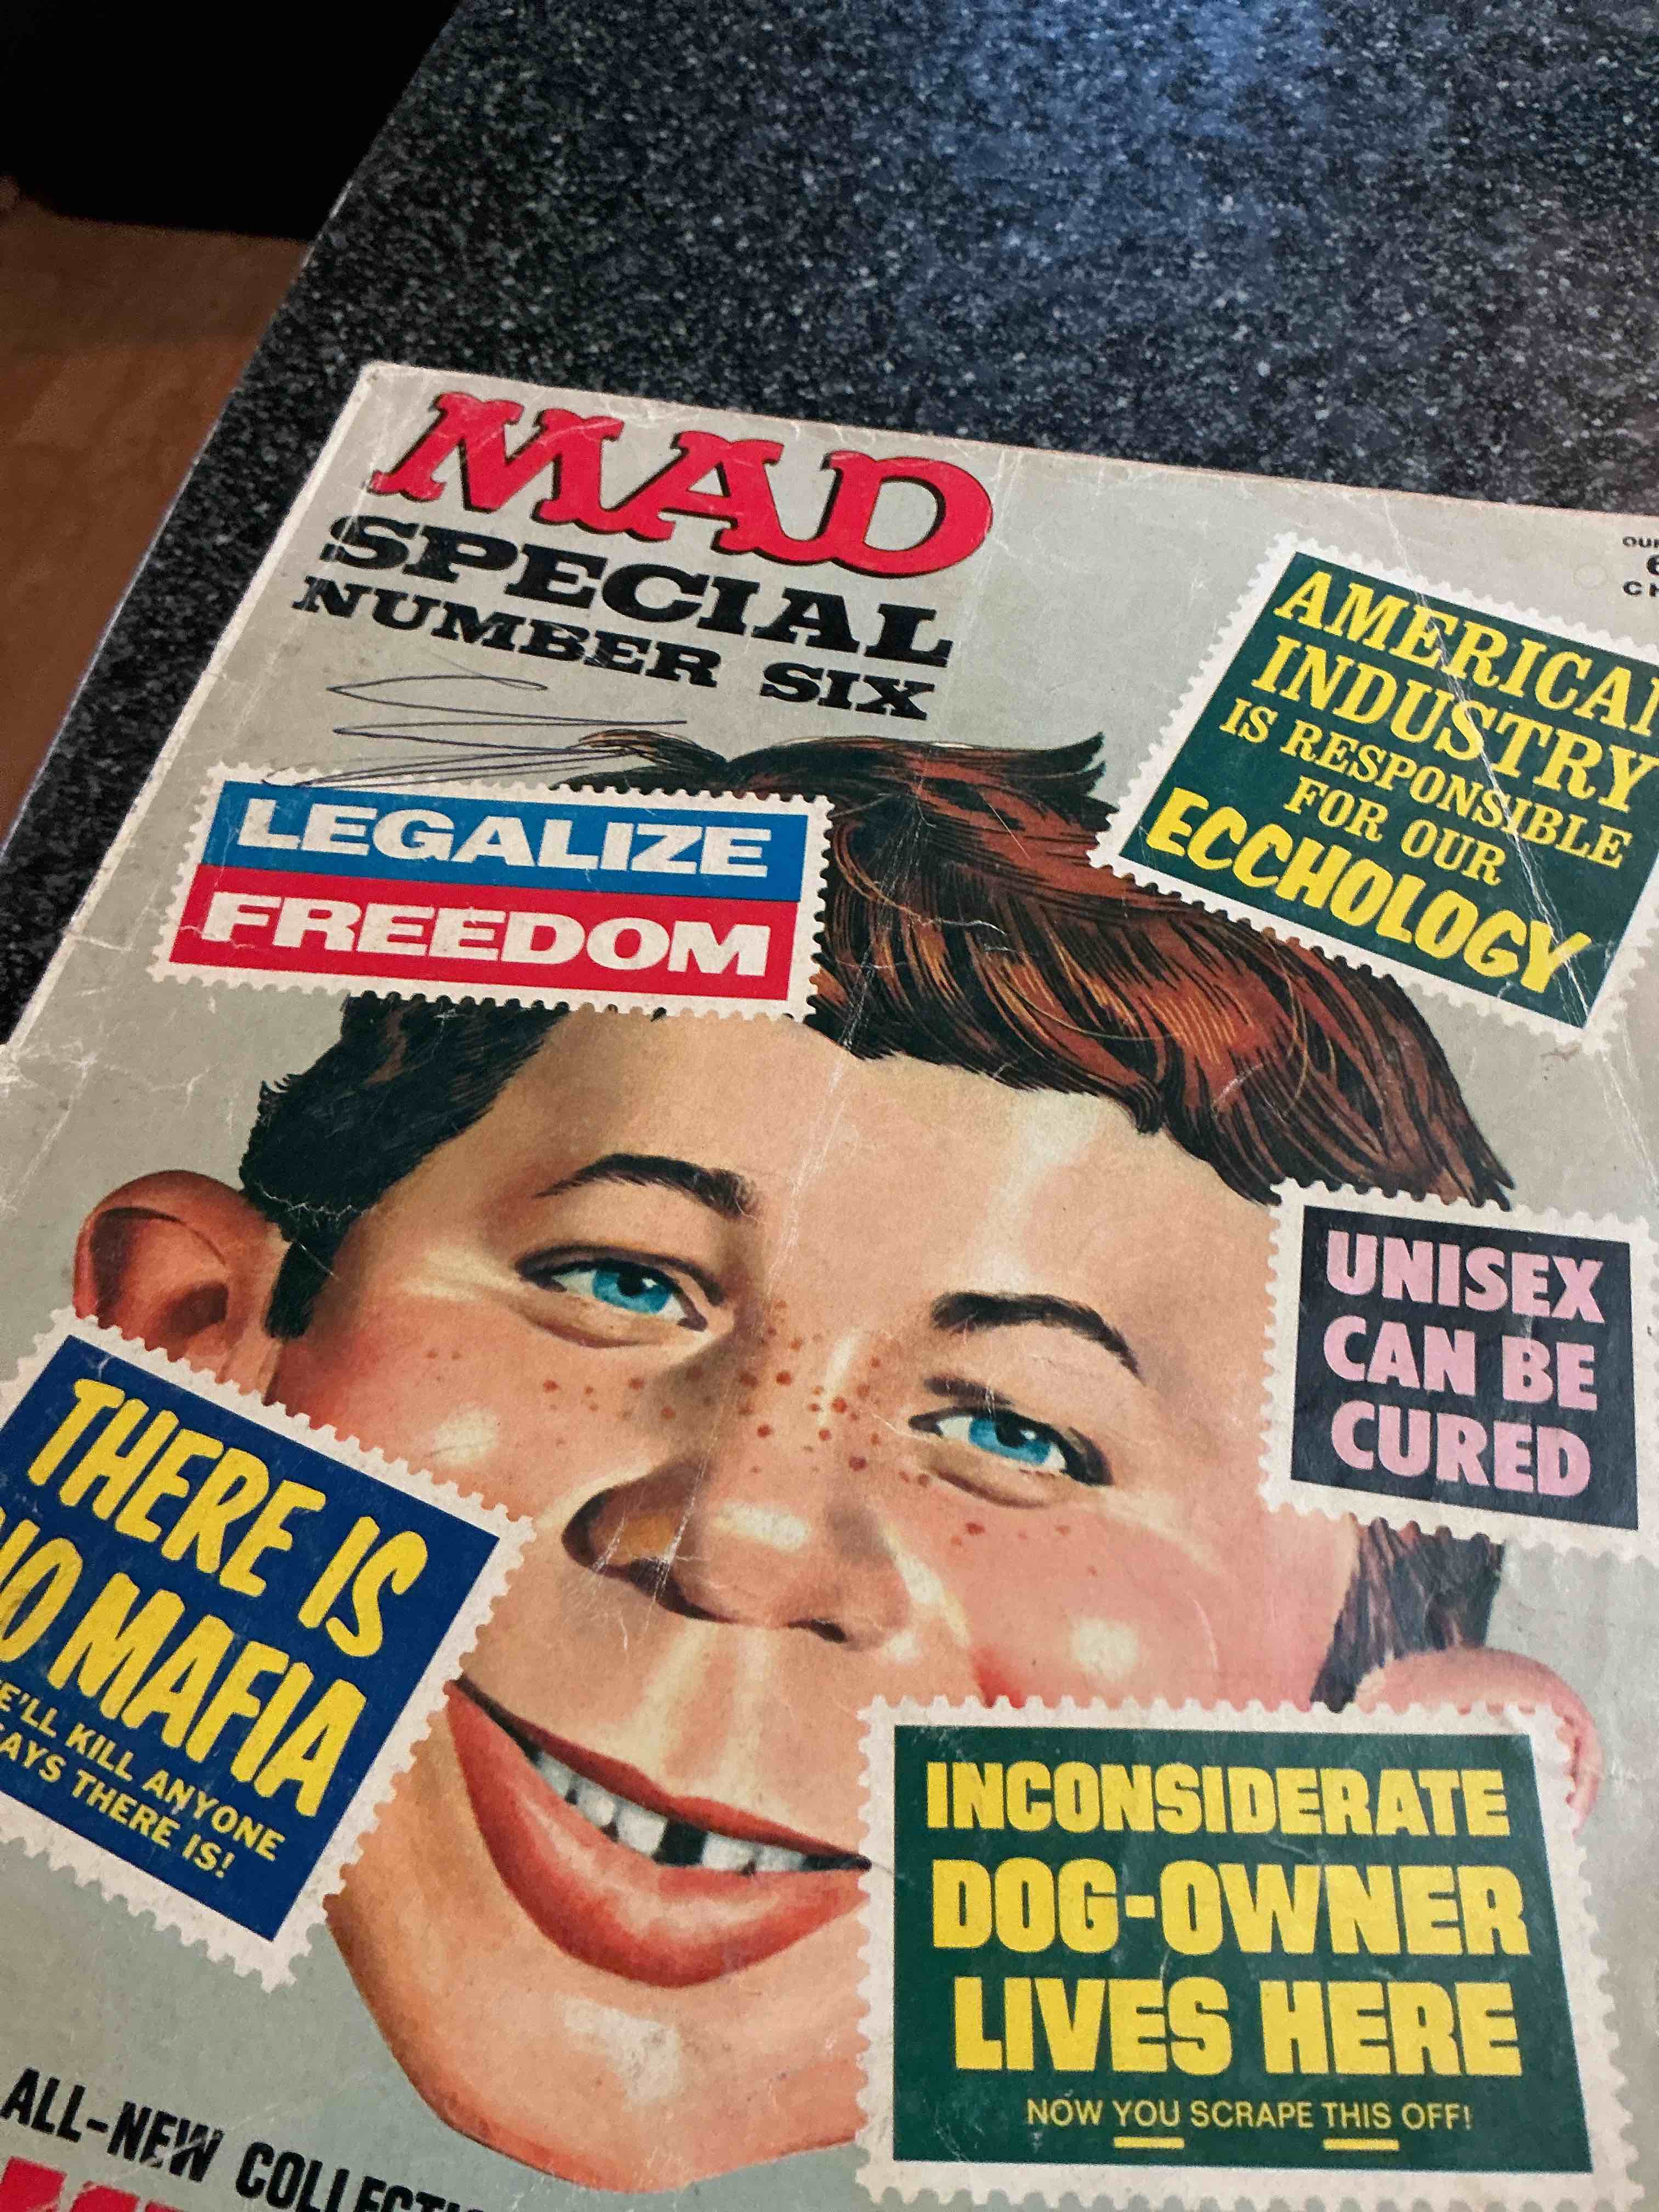 MAD
SPECIAL
NUMBER SIX
LEGALIZE
FREEDOM
INDUSTRY
IS RESPONSIBLE
FOR OUR
ECCHOLOGY
UNISEX
CAN BE
CURED
THERE IS
MAFIA
KILL ANYONE
THERE IS!
INCONSIDERATE
DOG-OWNER
LIVES HERE
NOW YOU SCRAPE THIS OFF!
ALL-NEW